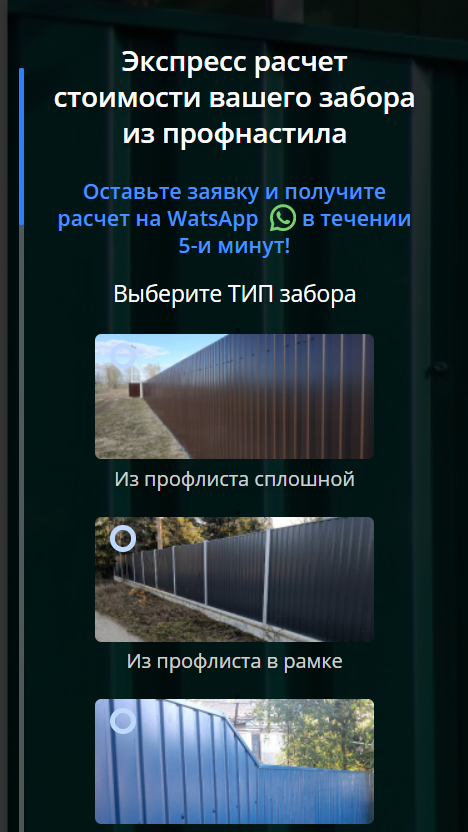 Экспресс расчет
стоимости вашего забора
из профнастила
Оставьте заявку и получите
расчет на WatsApp в течении
5-и минут!
Выберите ТИП забора
Из профлиста сплошной
Из профлиста в рамке